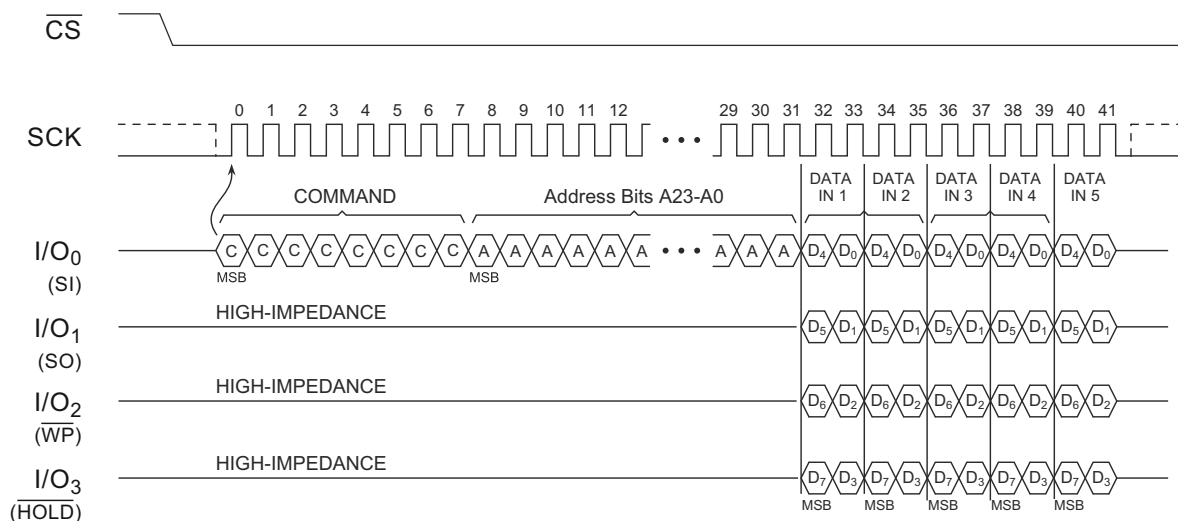 CS
SCK
0 1 2 3 4 5 6 7 8 9 10 11 12 29 30 31 32 33 34 35 36 37 38 39 40 41
DATA IN 1 DATA IN 2 DATA IN 3 DATA IN 4 DATA IN 5
COMMAND Address Bits A23-A0
I/O0 (SI)
C C C C C C C C A A A A A A A A A D4 D0 D4 D0 D4 D0 D4 D0 D4 D0
MSB MSB
I/O1 (SO)
HIGH-IMPEDANCE
D5 D1 D5 D1 D5 D1 D5 D1 D5 D1
I/O2 (WP)
HIGH-IMPEDANCE
D6 D2 D6 D2 D6 D2 D6 D2 D6 D2
I/O3 (HOLD)
HIGH-IMPEDANCE
D7 D3 D7 D3 D7 D3 D7 D3 D7 D3
MSB MSB MSB MSB MSB